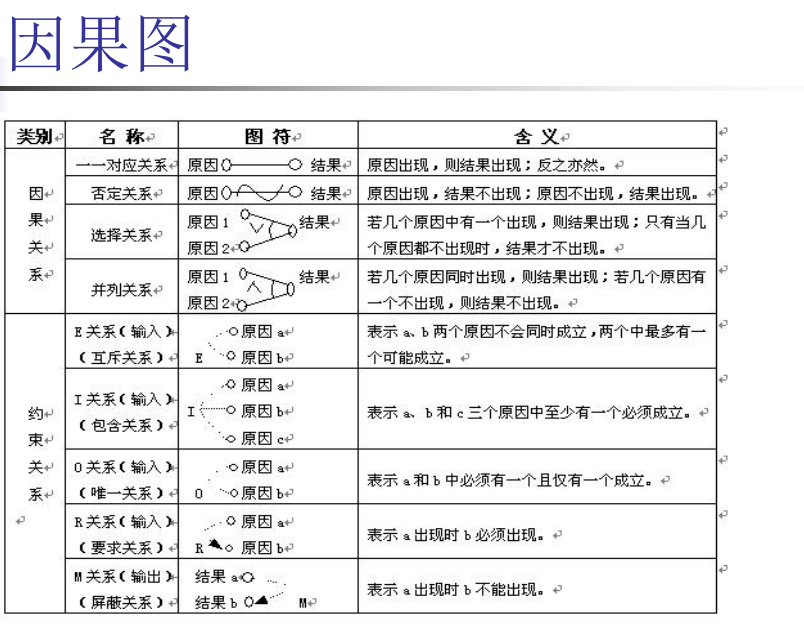 因果图
类别 名 称 图 符 含 义
因
果
关
系
一一对应关系 原因 结果 原因出现，则结果出现；反之亦然。
否定关系 原因 结果 原因出现，结果不出现；原因不出现，结果出现。
选择关系
原因 1 结果
原因 2
若几个原因中有一个出现，则结果出现；只有当几
个原因都不出现时，结果才不出现。
并列关系
原因 1 结果
原因 2
若几个原因同时出现，则结果出现；若几个原因有
一个不出现，则结果不出现。
约
束
关
系
E关系(输入)
(互斥关系)
原因 a
E 原因 b
表示 a、b 两个原因不会同时成立，两个中最多有一
个可能成立。
I关系(输入)
(包含关系)
原因 a
I 原因 b
原因 c
表示 a、b 和 c 三个原因中至少有一个必须成立。
O关系(输入)
(唯一关系)
原因 a
O 原因 b
表示 a 和 b 中必须有一个且仅有一个成立。
R关系(输入)
(要求关系)
原因 a
R 原因 b
表示 a 出现时 b 必须出现。
M关系(输出)
(屏蔽关系)
结果 a
结果 b M
表示 a 出现时 b 不能出现。